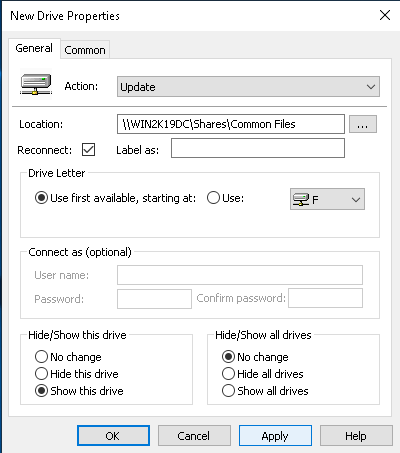 New Drive Properties
General Common
Action: Update
Location: \\WIN2K19DC\Shares\Common Files ...
Reconnect: Label as:
Drive Letter
Use first available, starting at: Use: F
Connect as (optional)
User name:
Password: Confirm password:
Hide/Show this drive Hide/Show all drives
No change No change
Hide this drive Hide all drives
Show this drive Show all drives
OK Cancel Apply Help